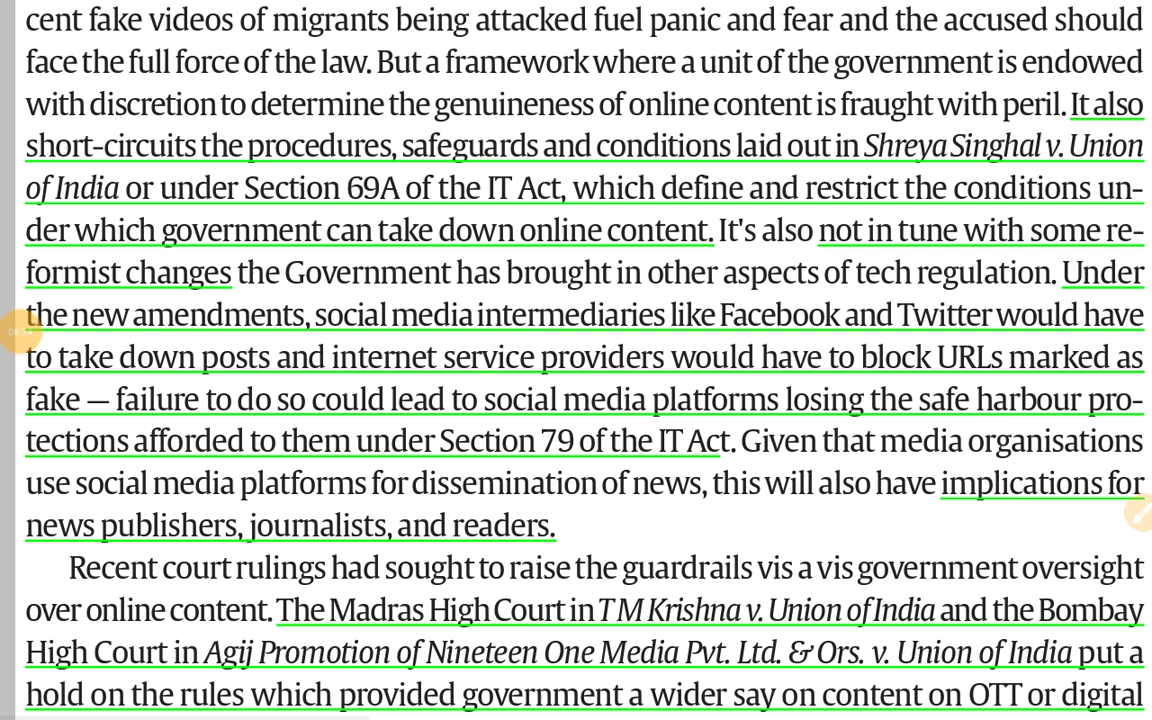 cent fake videos of migrants being attacked fuel panic and fear and the accused should
face the full force of the law. But a framework where a unit of the government is endowed
with discretion to determine the genuineness of online content is fraught with peril. It also
short-circuits the procedures, safeguards and conditions laid out in Shreya Singhal v. Union
of India or under Section 69A of the IT Act, which define and restrict the conditions un-
der which government can take down online content. It's also not in tune with some re-
formist changes the Government has brought in other aspects of tech regulation. Under
the new amendments, social media intermediaries like Facebook and Twitter would have
to take down posts and internet service providers would have to block URLs marked as
fake — failure to do so could lead to social media platforms losing the safe harbour pro-
tections afforded to them under Section 79 of the IT Act. Given that media organisations
use social media platforms for dissemination of news, this will also have implications for
news publishers, journalists, and readers.
Recent court rulings had sought to raise the guardrails vis a vis government oversight
over online content. The Madras High Court in T M Krishna v. Union of India and the Bombay
High Court in Agij Promotion of Nineteen One Media Pvt. Ltd. & Ors. v. Union of India put a
hold on the rules which provided government a wider say on content on OTT or digital